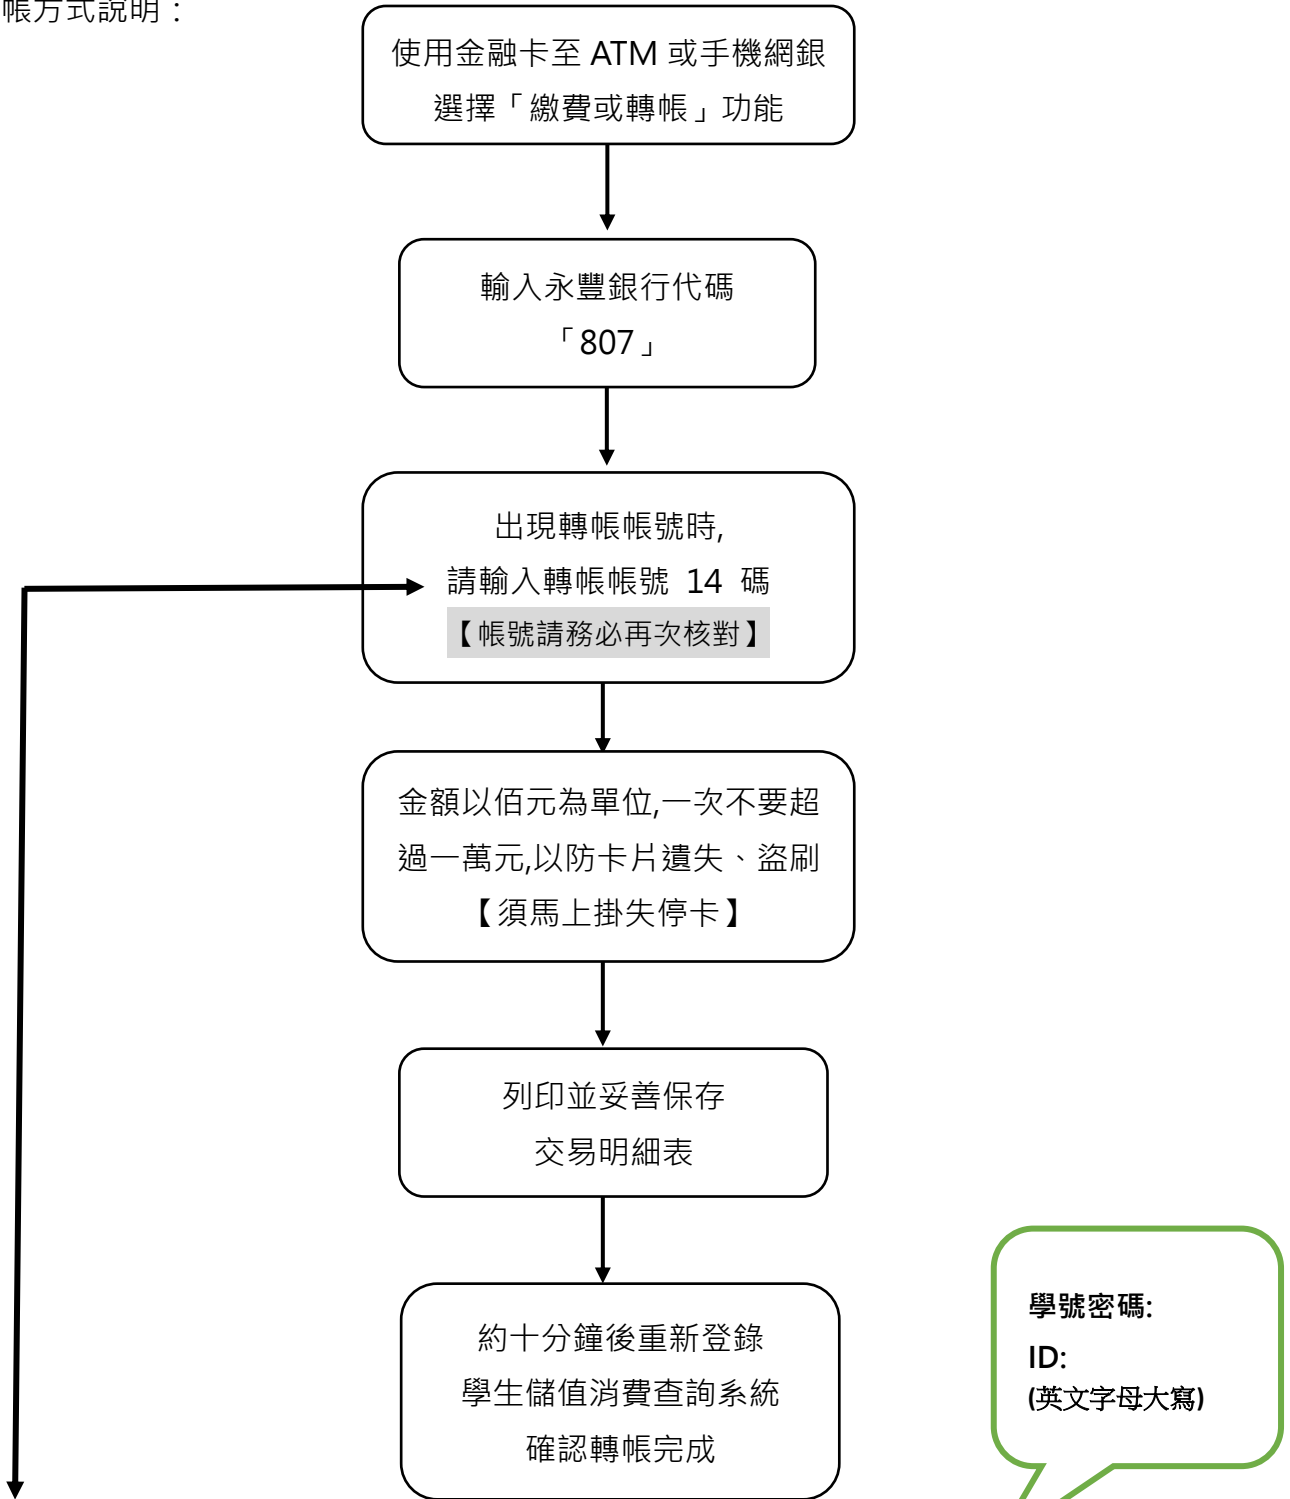 帳方式說明：
使用金融卡至 ATM 或手機網銀
選擇「繳費或轉帳」功能
輸入永豐銀行代碼
「807」
出現轉帳帳號時,
請輸入轉帳帳號 14 碼
【帳號請務必再次核對】
金額以佰元為單位,一次不要超
過一萬元,以防卡片遺失、盜刷
【須馬上掛失停卡】
列印並妥善保存
交易明細表
約十分鐘後重新登錄
學生儲值消費查詢系統
確認轉帳完成
學號密碼:
ID:
(英文字母大寫)